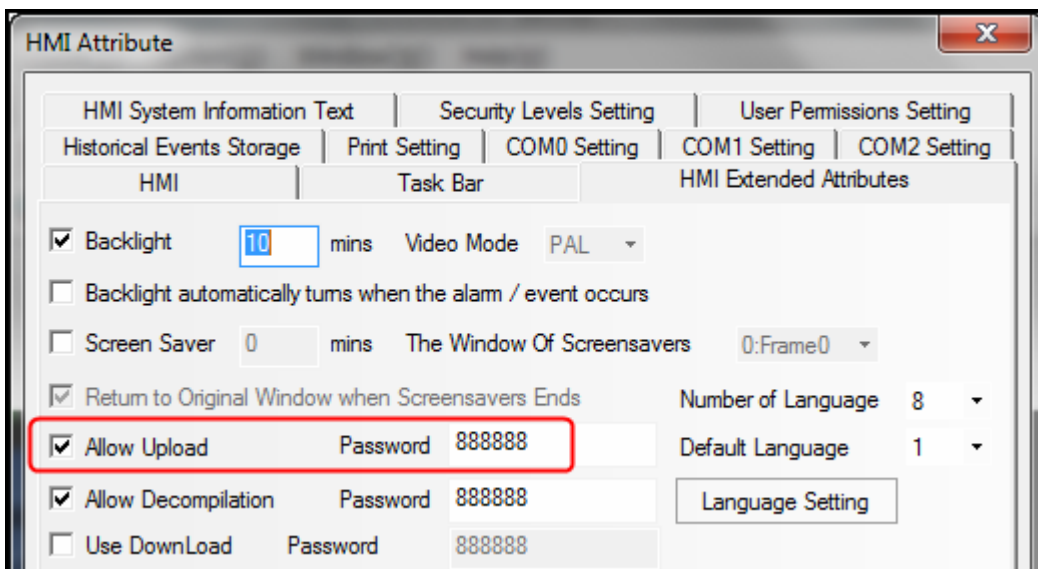 HMI Attribute
HMI System Information Text Security Levels Setting User Permissions Setting
Historical Events Storage Print Setting COM0 Setting COM1 Setting COM2 Setting
HMI Task Bar HMI Extended Attributes
Backlight 10 mins Video Mode PAL
Backlight automatically turns when the alarm / event occurs
Screen Saver 0 mins The Window Of Screensavers 0:Frame0
Return to Original Window when Screensavers Ends Number of Language 8
Allow Upload Password 888888 Default Language 1
Allow Decompilation Password 888888 Language Setting
Use DownLoad Password 888888